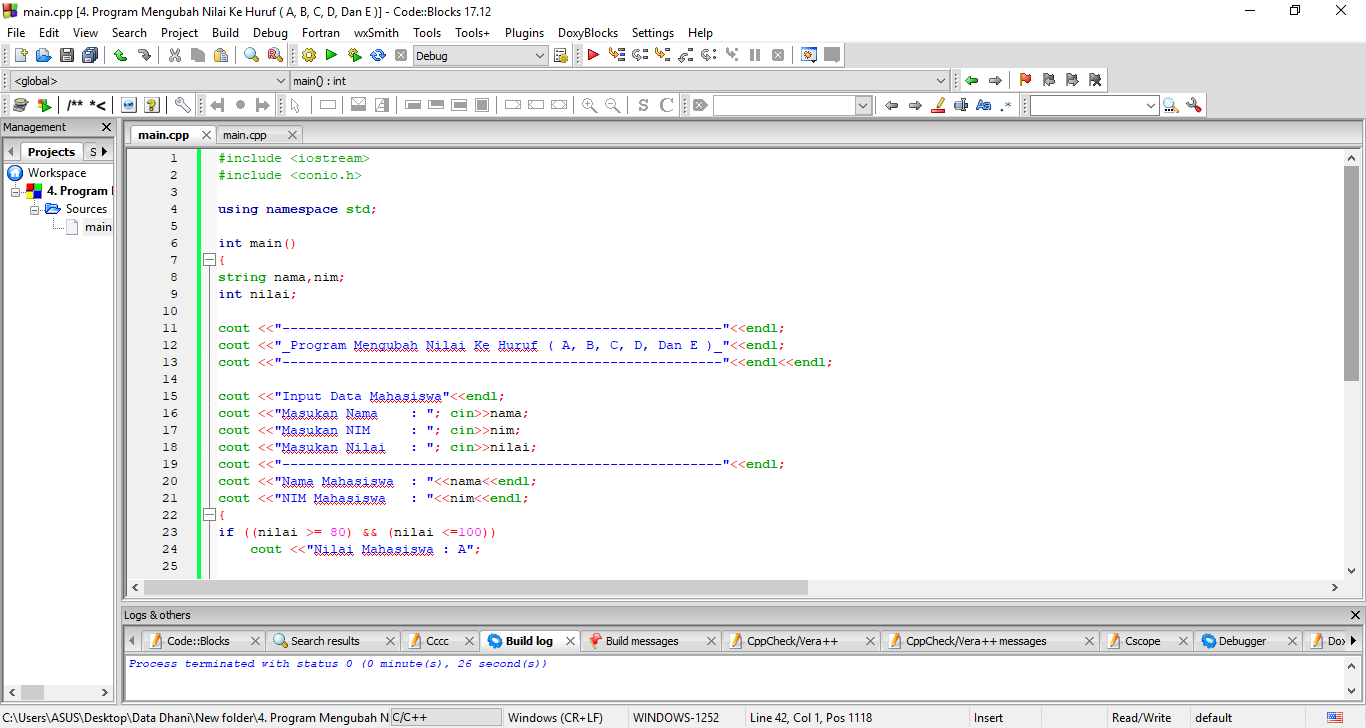 main.cpp [4. Program Mengubah Nilai Ke Huruf ( A, B, C, D, Dan E )] - Code::Blocks 17.12
File Edit View Search Project Build Debug Fortran wxSmith Tools Tools+ Plugins DoxyBlocks Settings Help
Debug
<global> main() : int
/** *<
S C
Aa .*
Management
main.cpp main.cpp
Projects S
Workspace
4. Program
Sources
main
1 #include <iostream>
2 #include <conio.h>
3
4 using namespace std;
5
6 int main()
7 {
8 string nama,nim;
9 int nilai;
10
11 cout <<"-------------------------------------------------------"<<endl;
12 cout <<"_Program Mengubah Nilai Ke Huruf ( A, B, C, D, Dan E )_"<<endl;
13 cout <<"-------------------------------------------------------"<<endl<<endl;
14
15 cout <<"Input Data Mahasiswa"<<endl;
16 cout <<"Masukan Nama    : "; cin>>nama;
17 cout <<"Masukan NIM     : "; cin>>nim;
18 cout <<"Masukan Nilai   : "; cin>>nilai;
19 cout <<"-------------------------------------------------------"<<endl;
20 cout <<"Nama Mahasiswa  : "<<nama<<endl;
21 cout <<"NIM Mahasiswa   : "<<nim<<endl;
22 {
23 if ((nilai >= 80) && (nilai <=100))
24     cout <<"Nilai Mahasiswa : A";
25
Logs & others
Code::Blocks Search results Cccc Build log Build messages CppCheck/Vera++ CppCheck/Vera++ messages Cscope Debugger Dox
Process terminated with status 0 (0 minute(s), 26 second(s))
C:\Users\ASUS\Desktop\Data Dhani\New folder\4. Program Mengubah N C/C++ Windows (CR+LF) WINDOWS-1252 Line 42, Col 1, Pos 1118 Insert Read/Write default